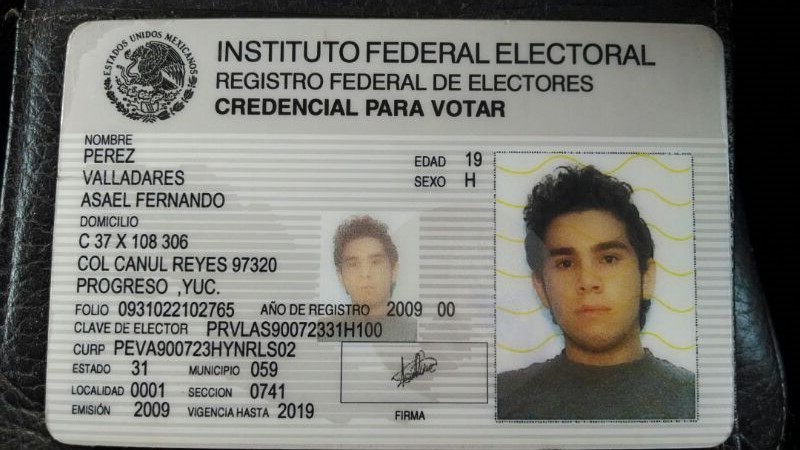 ESTADOS UNIDOS MEXICANOS
INSTITUTO FEDERAL ELECTORAL
REGISTRO FEDERAL DE ELECTORES
CREDENCIAL PARA VOTAR
NOMBRE
PEREZ
VALLADARES
ASAEL FERNANDO
EDAD 19
SEXO H
DOMICILIO
C 37 X 108 306
COL CANUL REYES 97320
PROGRESO ,YUC.
FOLIO 0931022102765 AÑO DE REGISTRO 2009 00
CLAVE DE ELECTOR PRVLAS90072331H100
CURP PEVA900723HYNRLS02
ESTADO 31 MUNICIPIO 059
LOCALIDAD 0001 SECCION 0741
EMISIÓN 2009 VIGENCIA HASTA 2019
FIRMA